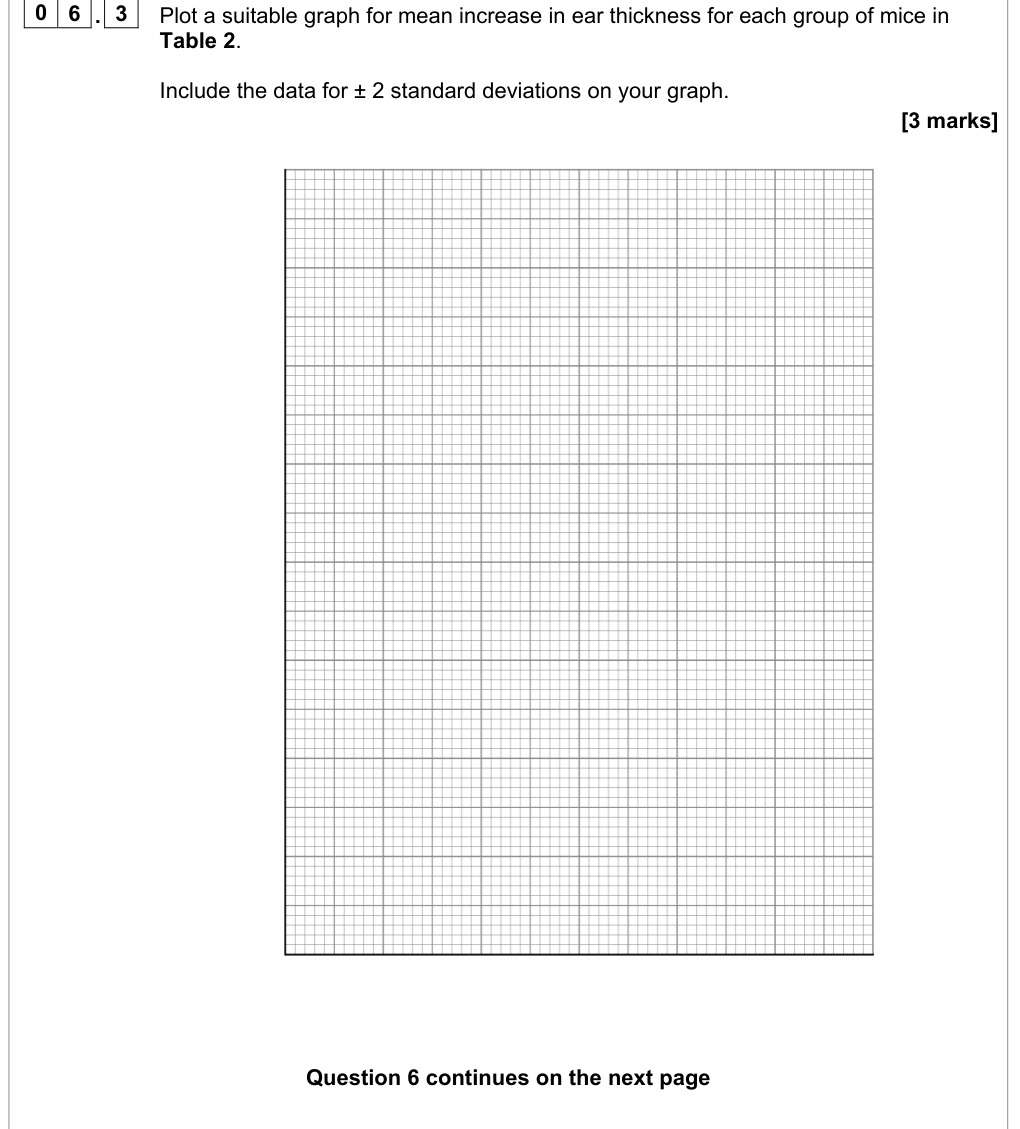 0 6 . 3 Plot a suitable graph for mean increase in ear thickness for each group of mice in
Table 2.
Include the data for ± 2 standard deviations on your graph.
[3 marks]
Question 6 continues on the next page